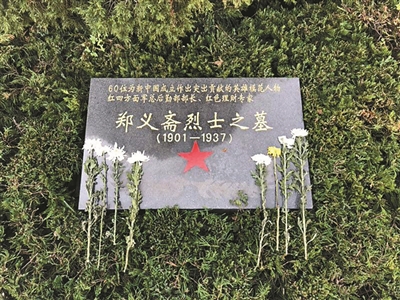 60位为新中国成立作出突出贡献的英雄模范人物
红四方面军总后勤部部长、红色理财专家
郑义斋烈士之墓
(1901—1937)